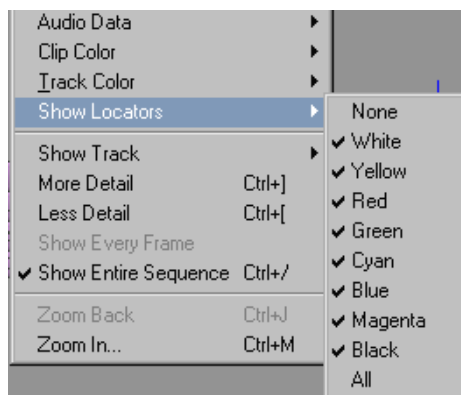 Audio Data
Clip Color
Track Color
Show Locators
Show Track
More Detail Ctrl+]
Less Detail Ctrl+[
Show Every Frame
Show Entire Sequence Ctrl+/
Zoom Back Ctrl+J
Zoom In... Ctrl+M
None
White
Yellow
Red
Green
Cyan
Blue
Magenta
Black
All